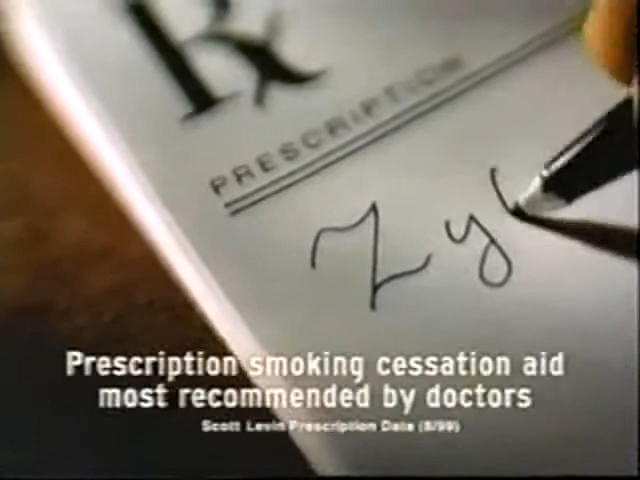 Rx
PRESCRIPTION
Zy
Prescription smoking cessation aid
most recommended by doctors
Scott Levin Prescription Data (8/99)